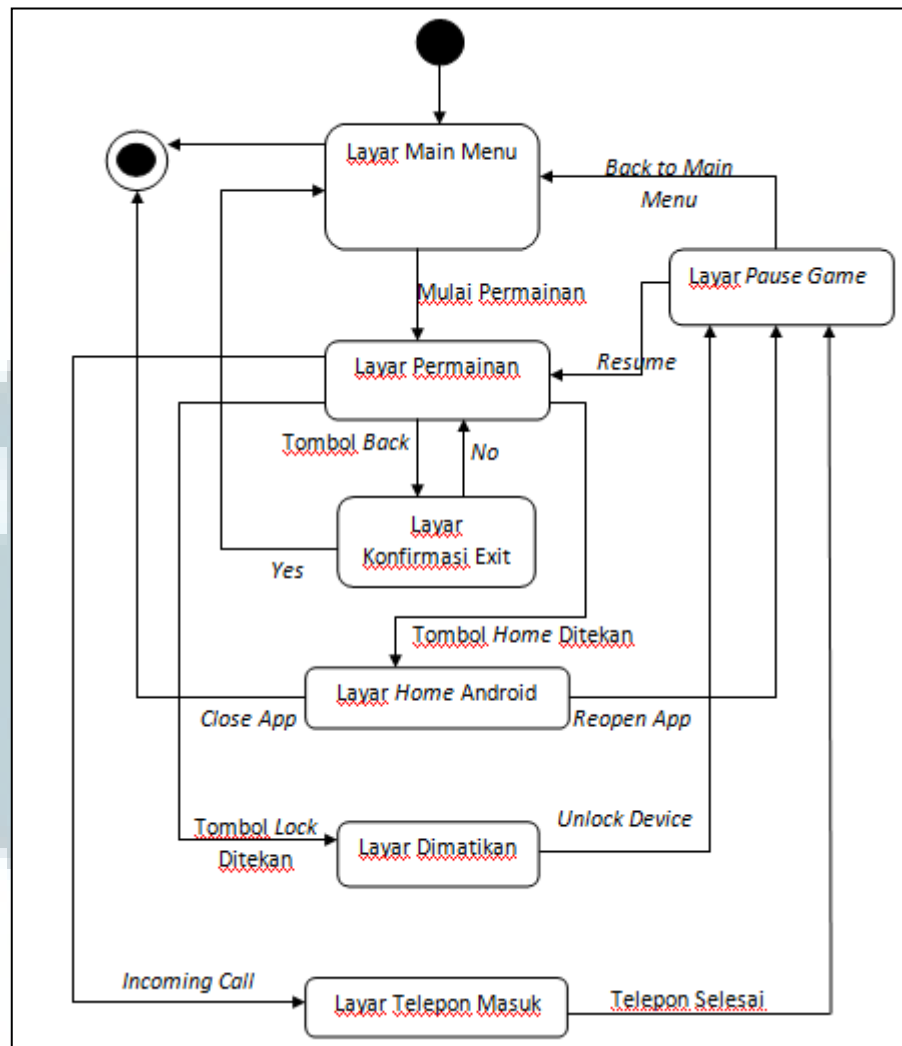 Layar Main Menu
Back to Main
Menu
Layar Pause Game
Mulai Permainan
Layar Permainan
Resume
Tombol Back
No
Layar
Konfirmasi Exit
Yes
Tombol Home Ditekan
Layar Home Android
Close App
Reopen App
Tombol Lock
Ditekan
Unlock Device
Layar Dimatikan
Incoming Call
Layar Telepon Masuk
Telepon Selesai